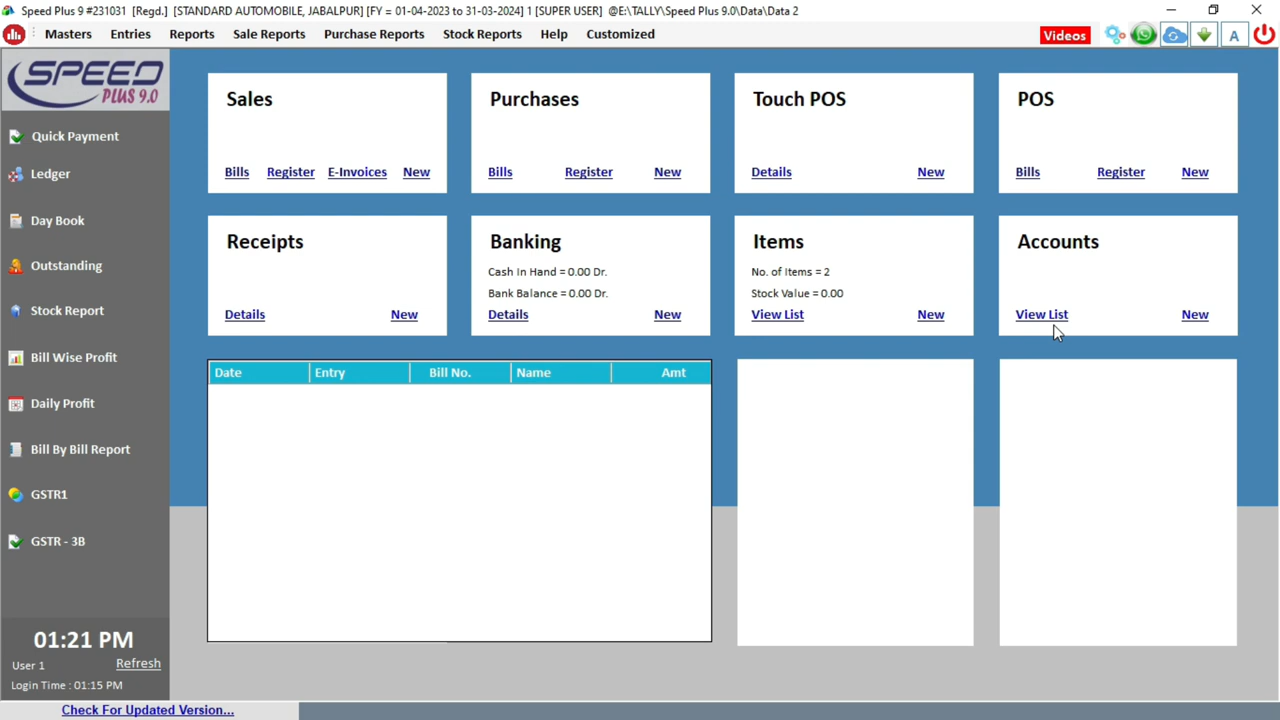 Speed Plus 9 #231031 [Regd.] [STANDARD AUTOMOBILE, JABALPUR] [FY = 01-04-2023 to 31-03-2024] 1 [SUPER USER] @E:\TALLY\Speed Plus 9.0\Data\Data 2
Masters Entries Reports Sale Reports Purchase Reports Stock Reports Help Customized Videos A
SPEED
PLUS 9.0
Quick Payment
Ledger
Day Book
Outstanding
Stock Report
Bill Wise Profit
Daily Profit
Bill By Bill Report
GSTR1
GSTR - 3B
01:21 PM
User 1 Refresh
Login Time : 01:15 PM
Check For Updated Version...
Sales
Bills Register E-Invoices New
Purchases
Bills Register New
Touch POS
Details New
POS
Bills Register New
Receipts
Details New
Banking
Cash In Hand = 0.00 Dr.
Bank Balance = 0.00 Dr.
Details New
Items
No. of Items = 2
Stock Value = 0.00
View List New
Accounts
View List New
Date Entry Bill No. Name Amt